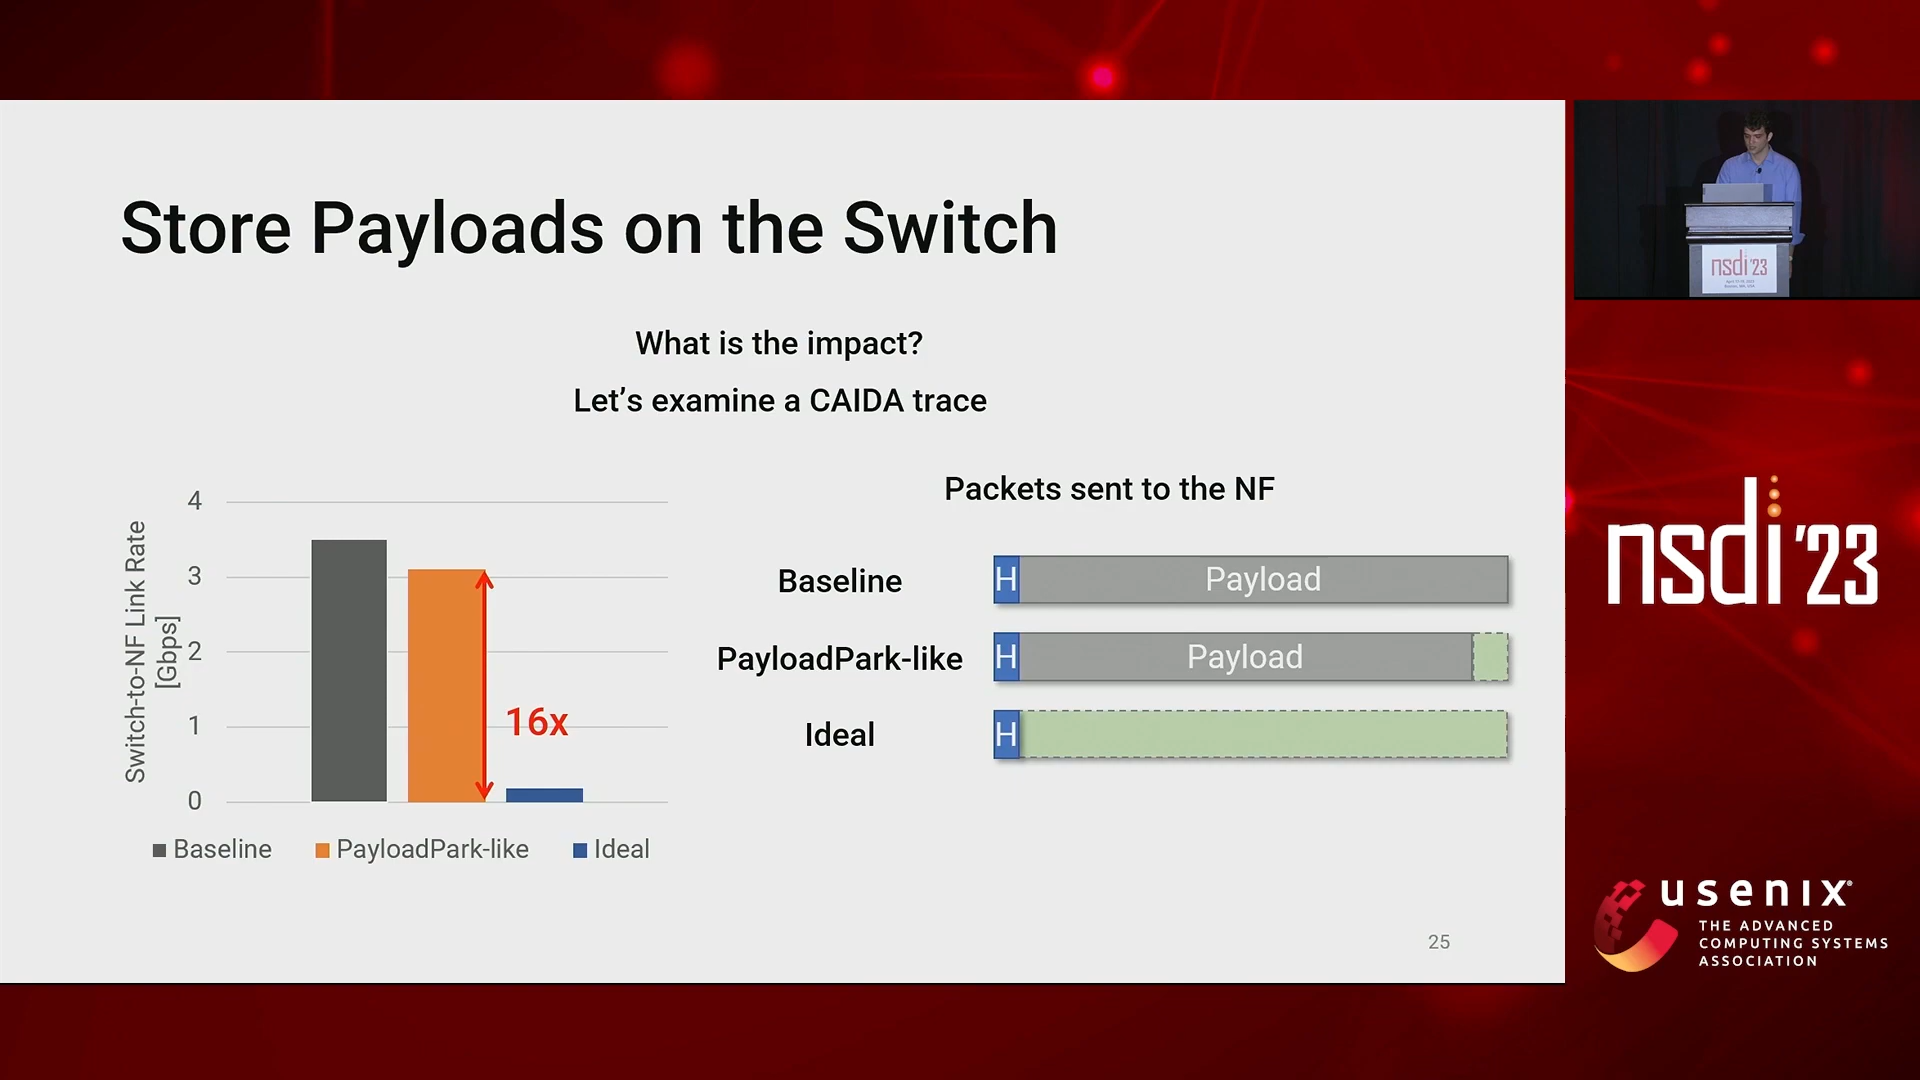 Store Payloads on the Switch
What is the impact?
Let's examine a CAIDA trace
Switch-to-NF Link Rate
[Gbps]
4
3
2
1
0
16x
Baseline
PayloadPark-like
Ideal
Packets sent to the NF
Baseline
H
Payload
PayloadPark-like
H
Payload
Ideal
H
25
nsdi '23
nsdi '23
usenix®
THE ADVANCED
COMPUTING SYSTEMS
ASSOCIATION